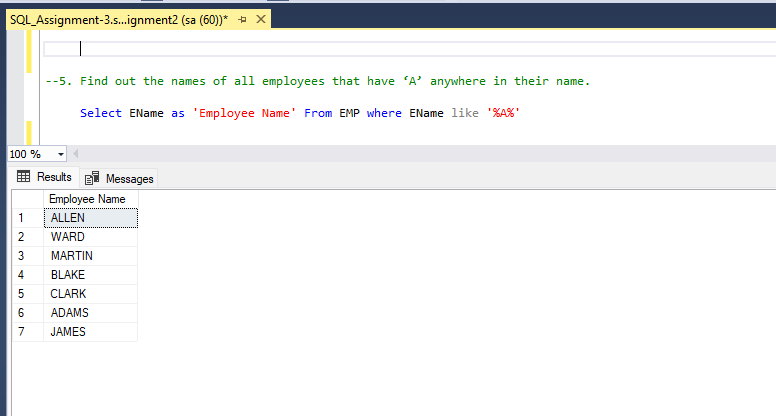 SQL_Assignment-3.s...ignment2 (sa (60))*
--5. Find out the names of all employees that have ‘A’ anywhere in their name.
Select EName as 'Employee Name' From EMP where EName like '%A%'
100 %
Results Messages
Employee Name
1 ALLEN
2 WARD
3 MARTIN
4 BLAKE
5 CLARK
6 ADAMS
7 JAMES